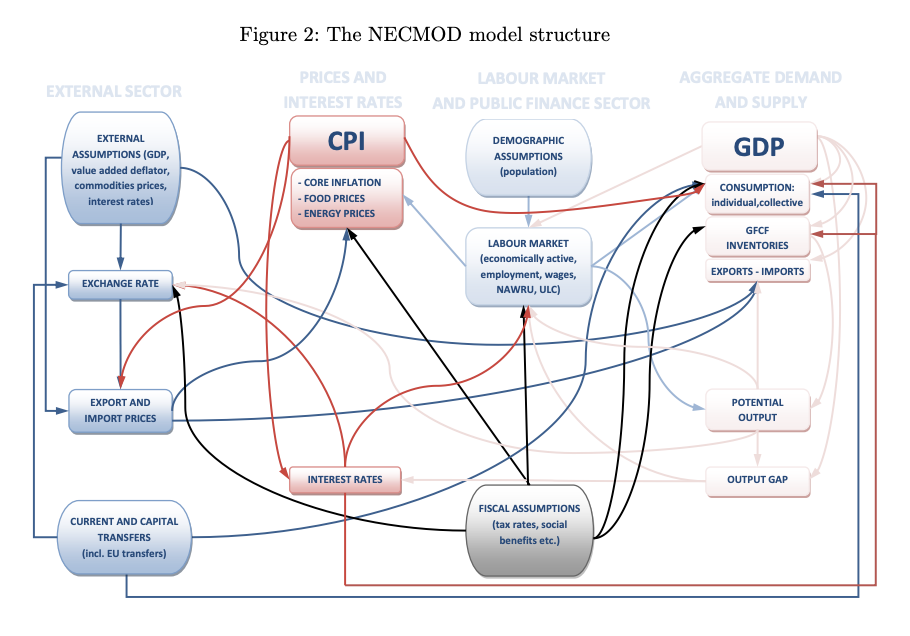 Figure 2: The NECMOD model structure
EXTERNAL SECTOR
PRICES AND
INTEREST RATES
LABOUR MARKET
AND PUBLIC FINANCE SECTOR
AGGREGATE DEMAND
AND SUPPLY
EXTERNAL
ASSUMPTIONS (GDP,
value added deflator,
commodities prices,
interest rates)
EXCHANGE RATE
EXPORT AND
IMPORT PRICES
CURRENT AND CAPITAL
TRANSFERS
(incl. EU transfers)
CPI
- CORE INFLATION
- FOOD PRICES
- ENERGY PRICES
INTEREST RATES
DEMOGRAPHIC
ASSUMPTIONS
(population)
LABOUR MARKET
(economically active,
employment, wages,
NAWRU, ULC)
FISCAL ASSUMPTIONS
(tax rates, social
benefits etc.)
GDP
CONSUMPTION:
individual,collective
GFCF
INVENTORIES
EXPORTS - IMPORTS
POTENTIAL
OUTPUT
OUTPUT GAP